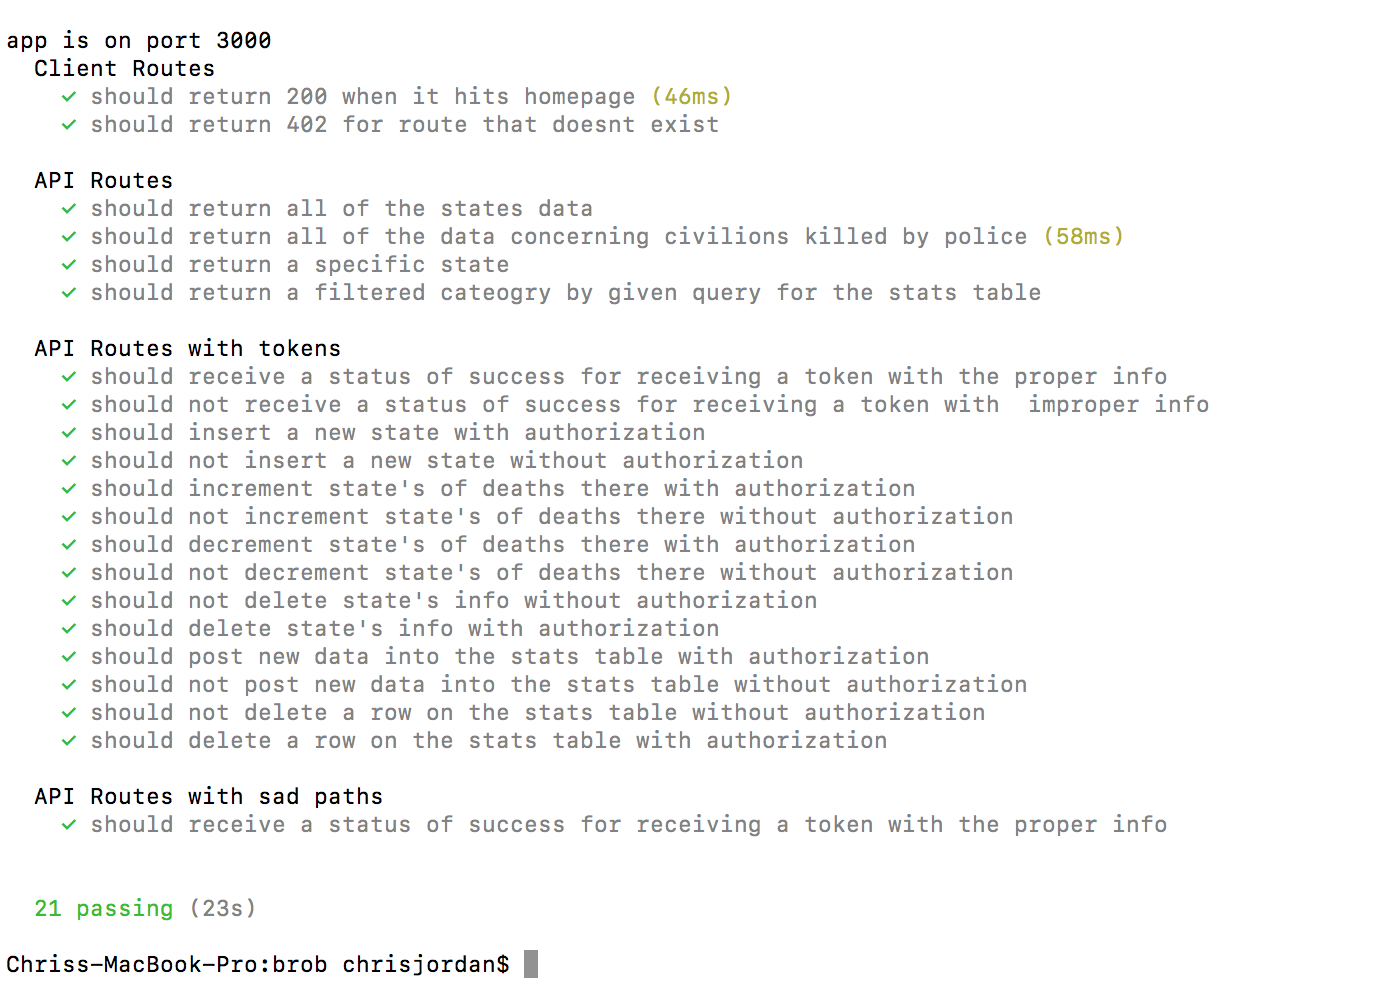 app is on port 3000
Client Routes
✓ should return 200 when it hits homepage (46ms)
✓ should return 402 for route that doesnt exist
API Routes
✓ should return all of the states data
✓ should return all of the data concerning civilions killed by police (58ms)
✓ should return a specific state
✓ should return a filtered cateogry by given query for the stats table
API Routes with tokens
✓ should receive a status of success for receiving a token with the proper info
✓ should not receive a status of success for receiving a token with  improper info
✓ should insert a new state with authorization
✓ should not insert a new state without authorization
✓ should increment state's of deaths there with authorization
✓ should not increment state's of deaths there without authorization
✓ should decrement state's of deaths there with authorization
✓ should not decrement state's of deaths there without authorization
✓ should not delete state's info without authorization
✓ should delete state's info with authorization
✓ should post new data into the stats table with authorization
✓ should not post new data into the stats table without authorization
✓ should not delete a row on the stats table without authorization
✓ should delete a row on the stats table with authorization
API Routes with sad paths
✓ should receive a status of success for receiving a token with the proper info
21 passing (23s)
Chriss-MacBook-Pro:brob chrisjordan$